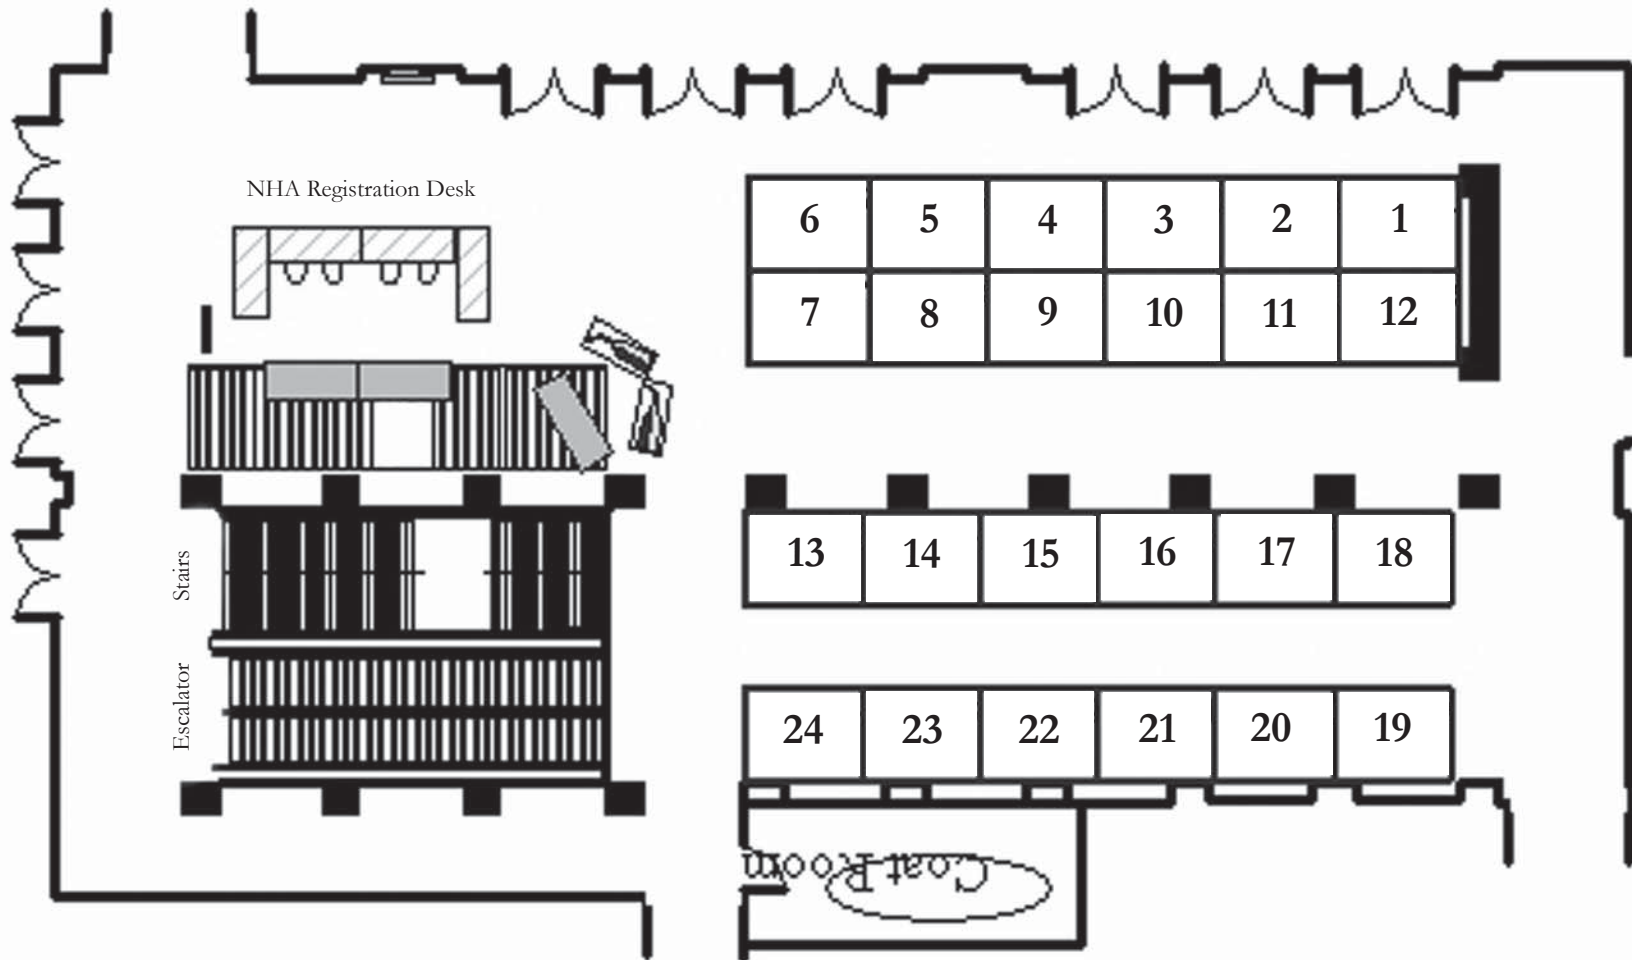 NHA Registration Desk
6 5 4 3 2 1
7 8 9 10 11 12
13 14 15 16 17 18
Stairs
Escalator
24 23 22 21 20 19
Coat Room